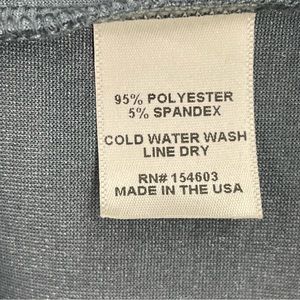 95% POLYESTER
5% SPANDEX
COLD WATER WASH
LINE DRY
RN# 154603
MADE IN THE USA